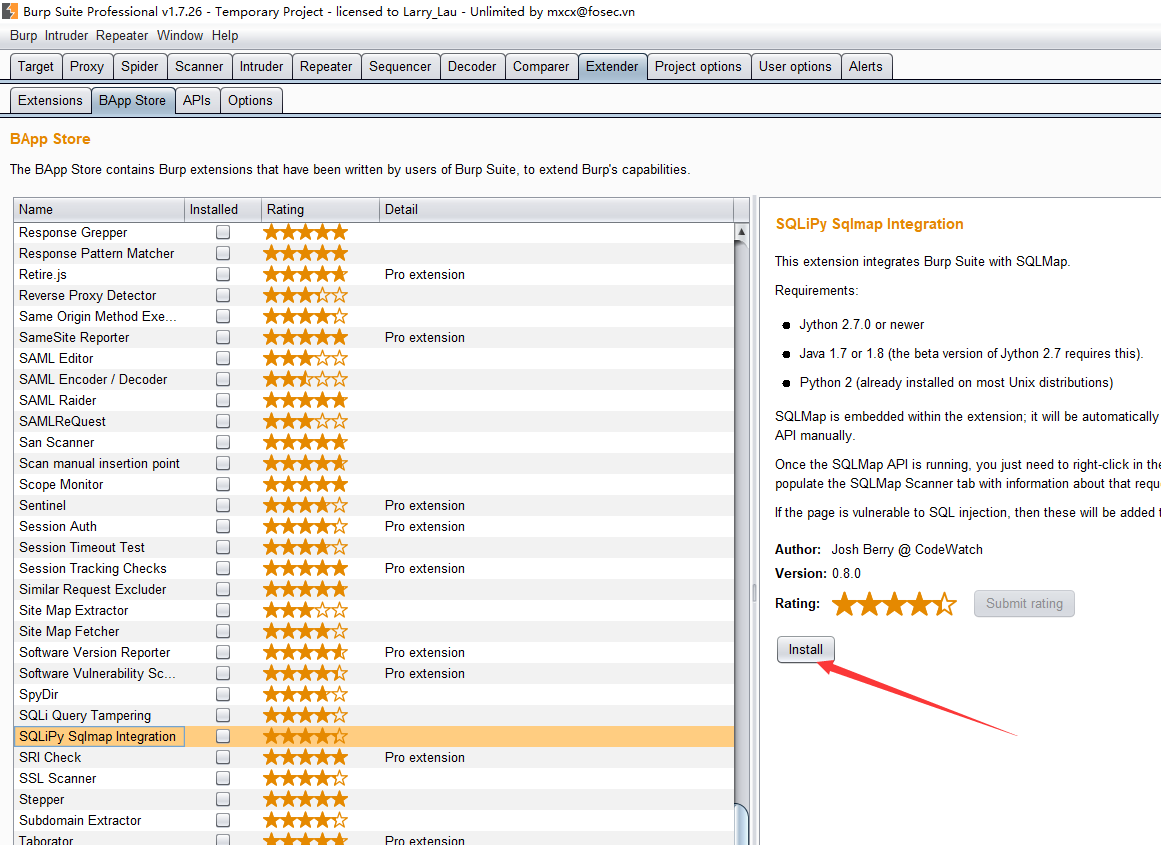 Burp Suite Professional v1.7.26 - Temporary Project - licensed to Larry_Lau - Unlimited by mxcx@fosec.vn
Burp Intruder Repeater Window Help
Target Proxy Spider Scanner Intruder Repeater Sequencer Decoder Comparer Extender Project options User options Alerts
Extensions BApp Store APIs Options
BApp Store
The BApp Store contains Burp extensions that have been written by users of Burp Suite, to extend Burp's capabilities.
Name Installed Rating Detail
Response Grepper
Response Pattern Matcher
Retire.js Pro extension
Reverse Proxy Detector
Same Origin Method Exe...
SameSite Reporter Pro extension
SAML Editor
SAML Encoder / Decoder
SAML Raider
SAMLReQuest
San Scanner
Scan manual insertion point
Scope Monitor
Sentinel Pro extension
Session Auth Pro extension
Session Timeout Test
Session Tracking Checks Pro extension
Similar Request Excluder
Site Map Extractor
Site Map Fetcher
Software Version Reporter Pro extension
Software Vulnerability Sc... Pro extension
SpyDir
SQLi Query Tampering
SQLiPy Sqlmap Integration
SRI Check Pro extension
SSL Scanner
Stepper
Subdomain Extractor
Taborator Pro extension
SQLiPy Sqlmap Integration
This extension integrates Burp Suite with SQLMap.
Requirements:
Jython 2.7.0 or newer
Java 1.7 or 1.8 (the beta version of Jython 2.7 requires this).
Python 2 (already installed on most Unix distributions)
SQLMap is embedded within the extension; it will be automatically
API manually.
Once the SQLMap API is running, you just need to right-click in the
populate the SQLMap Scanner tab with information about that requ
If the page is vulnerable to SQL injection, then these will be added t
Author: Josh Berry @ CodeWatch
Version: 0.8.0
Rating: Submit rating
Install